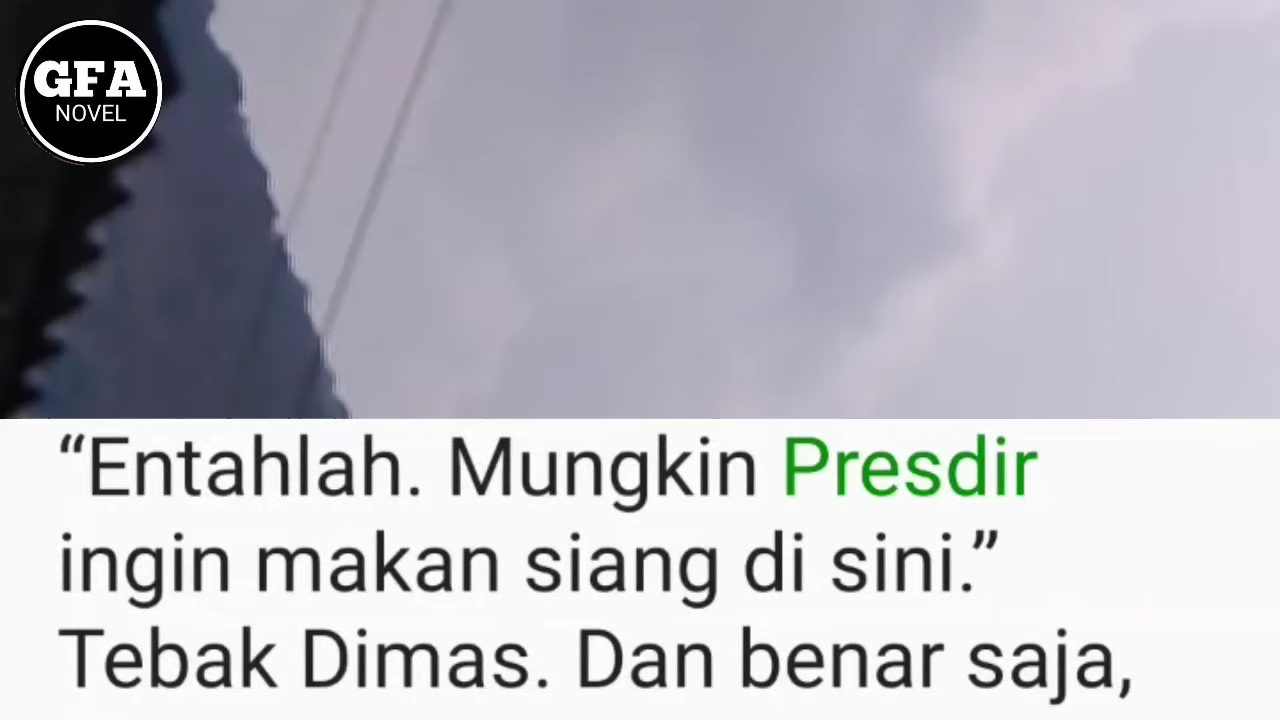 GFA
NOVEL
“Entahlah. Mungkin Presdir
ingin makan siang di sini.”
Tebak Dimas. Dan benar saja,